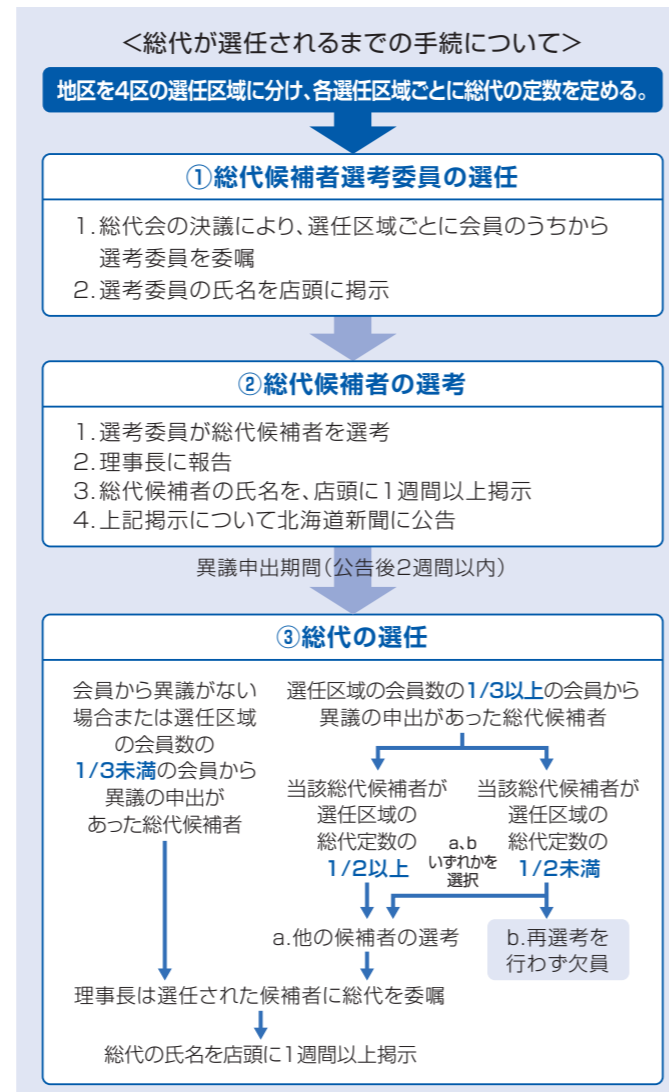 ＜総代が選任されるまでの手続について＞
地区を4区の選任区域に分け、各選任区域ごとに総代の定数を定める。
①総代候補者選考委員の選任
1.総代会の決議により、選任区域ごとに会員のうちから
選考委員を委嘱
2.選考委員の氏名を店頭に掲示
②総代候補者の選考
1.選考委員が総代候補者を選考
2.理事長に報告
3.総代候補者の氏名を、店頭に1週間以上掲示
4.上記掲示について北海道新聞に公告
異議申出期間（公告後2週間以内）
③総代の選任
会員から異議がない
場合または選任区域
の会員数の
1/3未満の会員から
異議の申出が
あった総代候補者
選任区域の会員数の1/3以上の会員から
異議の申出があった総代候補者
当該総代候補者が
選任区域の
総代定数の
1/2以上
a、b
いずれかを
選択
当該総代候補者が
選任区域の
総代定数の
1/2未満
a.他の候補者の選考
b.再選考を
行わず欠員
理事長は選任された候補者に総代を委嘱
総代の氏名を店頭に1週間以上掲示